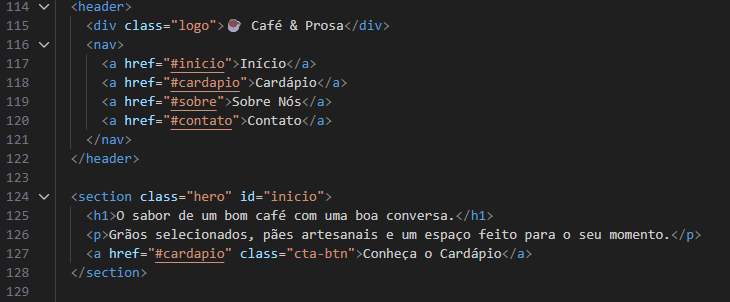 114 <header>
115 <div class="logo">☕ Café & Prosa</div>
116 <nav>
117 <a href="#inicio">Início</a>
118 <a href="#cardapio">Cardápio</a>
119 <a href="#sobre">Sobre Nós</a>
120 <a href="#contato">Contato</a>
121 </nav>
122 </header>
123
124 <section class="hero" id="inicio">
125 <h1>O sabor de um bom café com uma boa conversa.</h1>
126 <p>Grãos selecionados, pães artesanais e um espaço feito para o seu momento.</p>
127 <a href="#cardapio" class="cta-btn">Conheça o Cardápio</a>
128 </section>
129